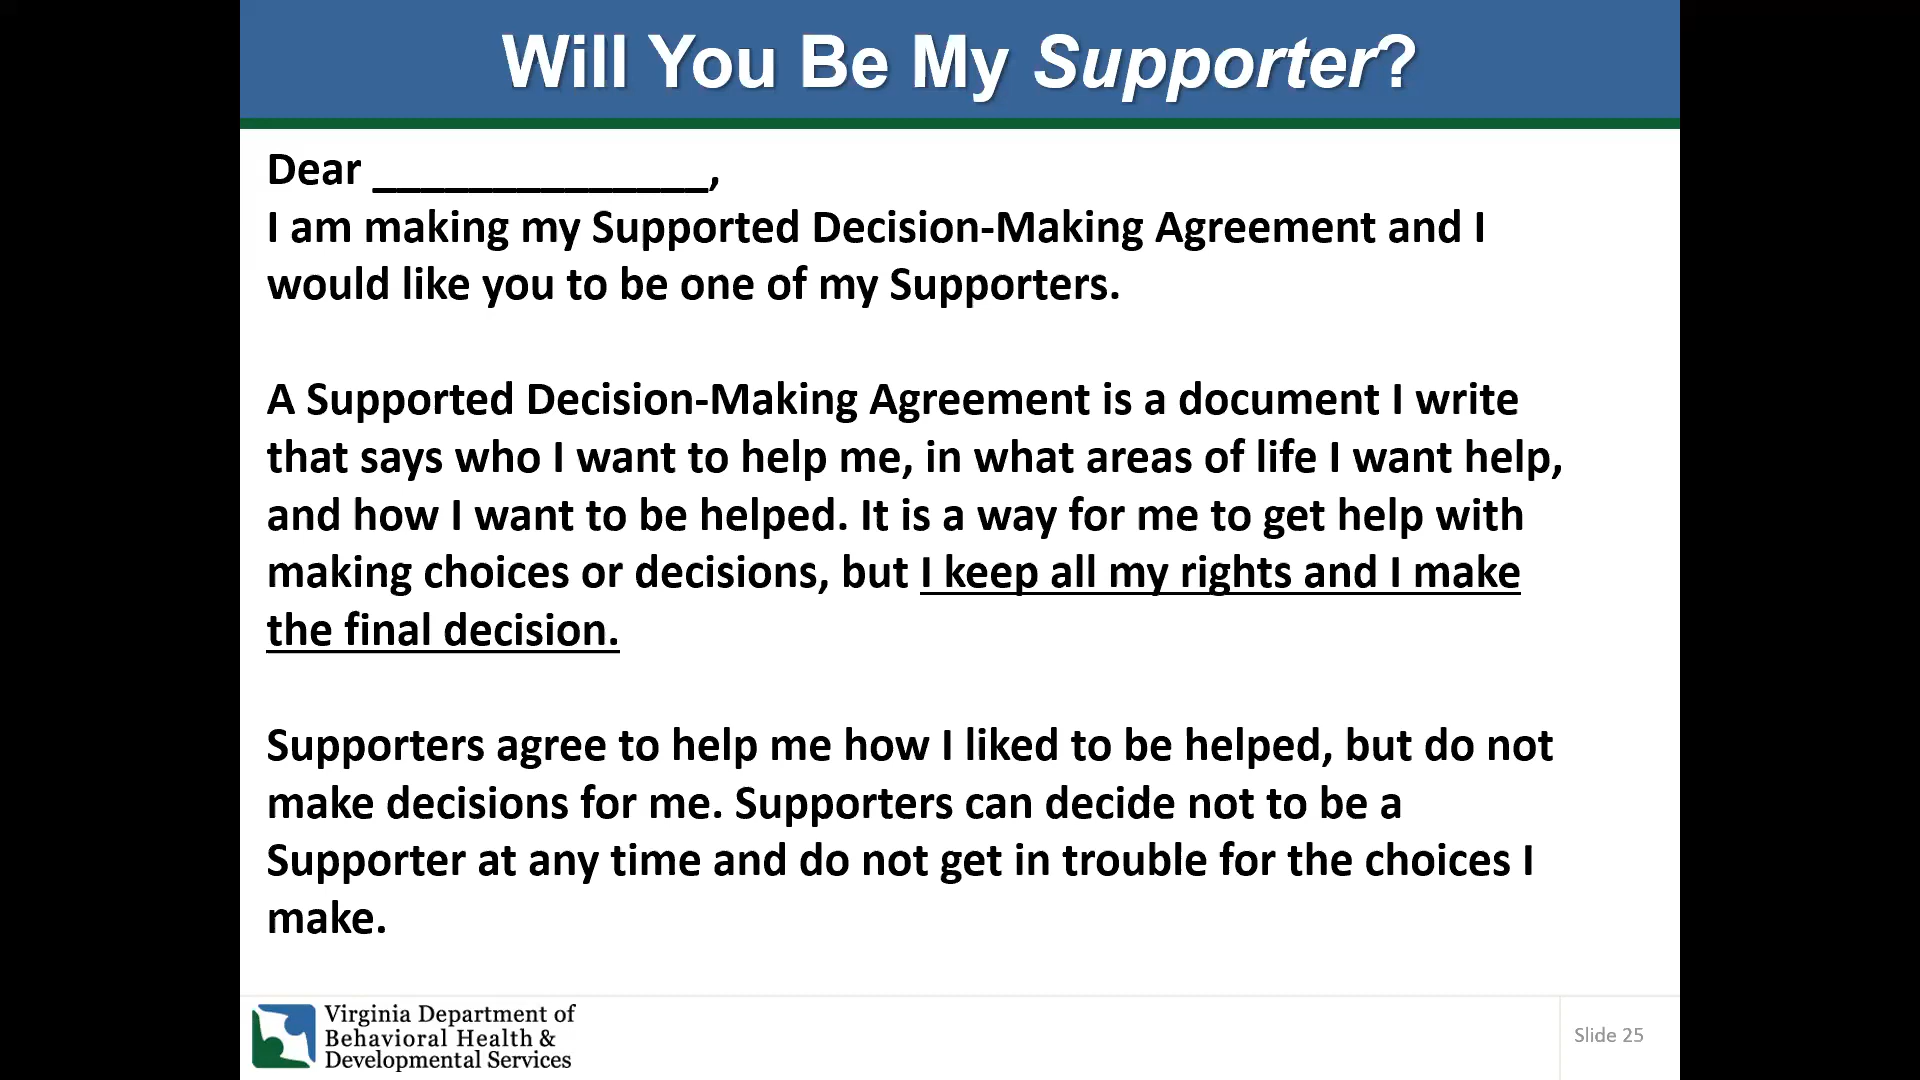 Will You Be My Supporter?
Dear ______________,
I am making my Supported Decision-Making Agreement and I
would like you to be one of my Supporters.
A Supported Decision-Making Agreement is a document I write
that says who I want to help me, in what areas of life I want help,
and how I want to be helped. It is a way for me to get help with
making choices or decisions, but I keep all my rights and I make
the final decision.
Supporters agree to help me how I liked to be helped, but do not
make decisions for me. Supporters can decide not to be a
Supporter at any time and do not get in trouble for the choices I
make.
Virginia Department of
Behavioral Health &
Developmental Services
Slide 25